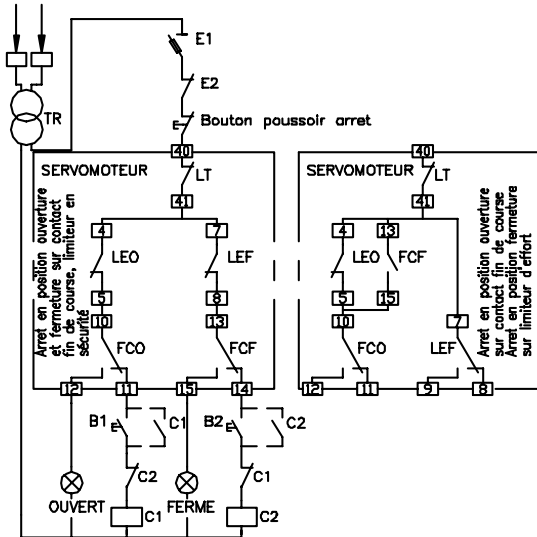 E1
E2
TR
Bouton poussoir arret
40
SERVOMOTEUR
LT
41
Arret en position ouverture
et fermeture sur contact
fin de course, limiteur en
sécurité
4
7
LEO
LEF
5
8
10
13
FCO
FCF
12
11
15
14
B1
C1
B2
C2
C2
C1
OUVERT
FERME
C1
C2
40
SERVOMOTEUR
LT
41
4
13
LEO
FCF
5
15
10
7
FCO
LEF
12
11
9
8
Arret en position ouverture
sur contact fin de course
Arret en position fermeture
sur limiteur d'effort